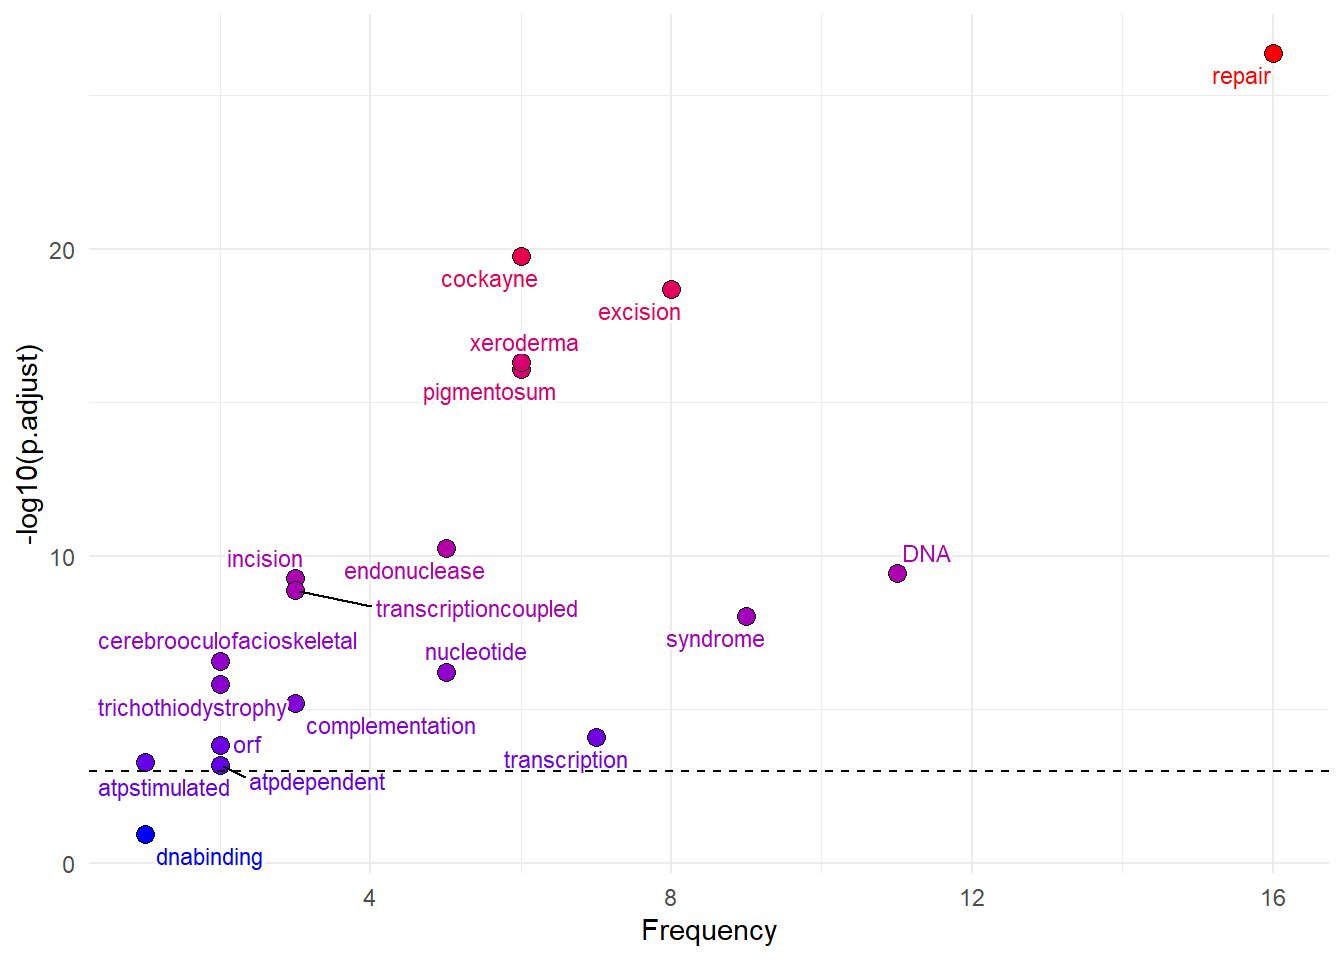 repair
20
cockayne
excision
xeroderma
pigmentosum
-log10(p.adjust)
10
incision
endonuclease
DNA
transcriptioncoupled
cerebrooculofacioskeletal
nucleotide
syndrome
trichothiodystrophy
complementation
orf
transcription
atpstimulated
atpdependent
dnabinding
0
4 8 12 16
Frequency